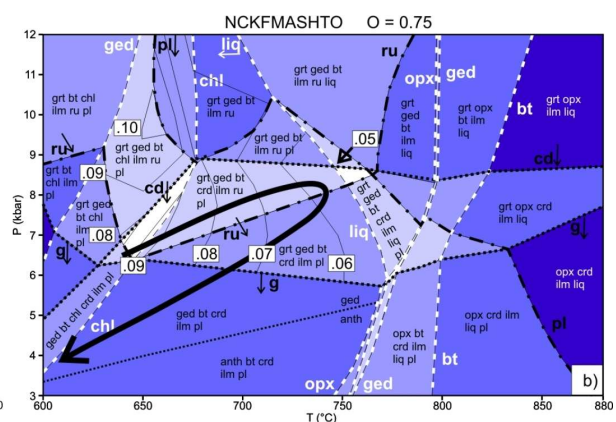 NCKFMASHTO O = 0.75
12
11
10
9
8
7
6
5
4
3
P (kbar)
600
650
700
750
800
850
880
T (°C)
0
b)
ged
pl
chl
liq
ru
opx
ged
bt
cd
grt bt chl
ilm ru pl
grt ged bt
ilm ru
grt ged bt
ilm ru liq
grt
ged
bt
ilm
liq
grt opx
bt ilm
liq
grt opx
ilm liq
.10
ru
.09
grt ged bt
chl ilm ru
pl
grt ged bt
ilm ru pl
.05
grt bt
chl ilm
pl
cd
grt ged bt
crd ilm ru
pl
grt
ged
bt
crd
ilm
liq
pl
grt ged
bt chl
ilm pl
.08
g
.09
ru
.08
.07
.06
grt ged bt
crd ilm pl
liq
grt opx crd
ilm liq
g
g
ged bt chl crd ilm pl
chl
ged bt crd
ilm pl
ged
anth
anth bt crd
ilm pl
opx
ged
opx bt
crd ilm
liq pl
bt
opx crd
ilm liq pl
opx crd
ilm liq
pl